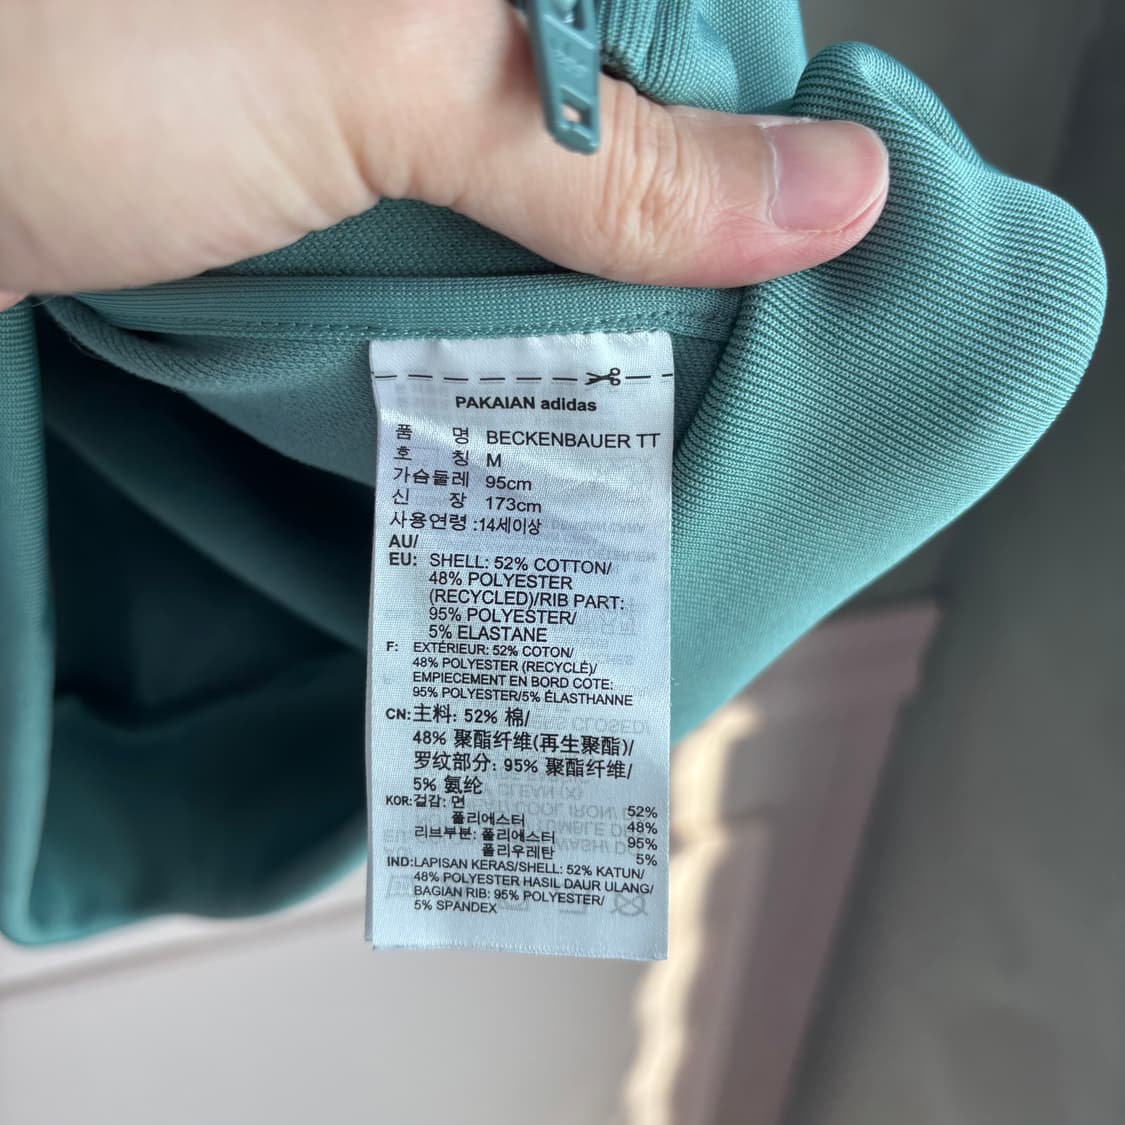 PAKAIAN adidas
품 명 BECKENBAUER TT
호 칭 M
가슴둘레 95cm
신 장 173cm
사용연령 :14세이상
AU/
EU: SHELL: 52% COTTON/
48% POLYESTER
(RECYCLED)/RIB PART:
95% POLYESTER/
5% ELASTANE
F: EXTÉRIEUR: 52% COTON/
48% POLYESTER (RECYCLÉ)/
EMPIECEMENT EN BORD COTE:
95% POLYESTER/5% ÉLASTHANNE
CN:主料: 52% 棉/
48% 聚酯纤维(再生聚酯)/
罗纹部分: 95% 聚酯纤维/
5% 氨纶
KOR:겉감: 면 52%
폴리에스터 48%
리브부분: 폴리에스터 95%
폴리우레탄 5%
IND:LAPISAN KERAS/SHELL: 52% KATUN/
48% POLYESTER HASIL DAUR ULANG/
BAGIAN RIB: 95% POLYESTER/
5% SPANDEX